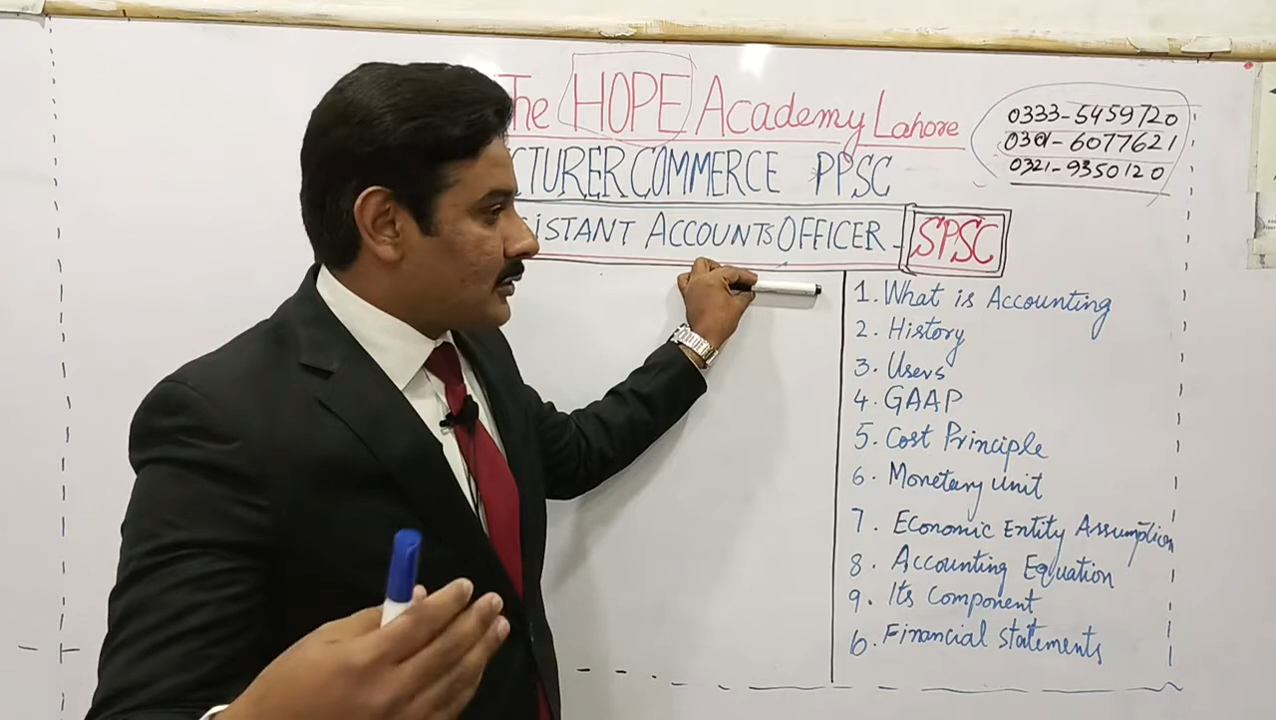 The HOPE Academy Lahore
CTURER COMMERCE PPSC
SISTANT ACCOUNTS OFFICER - SPSC
0333-5459720
0301-6077621
0321-9350120
1. What is Accounting
2. History
3. Users
4. GAAP
5. Cost Principle
6. Monetary unit
7. Economic Entity Assumption
8. Accounting Equation
9. Its Component
10. Financial statements